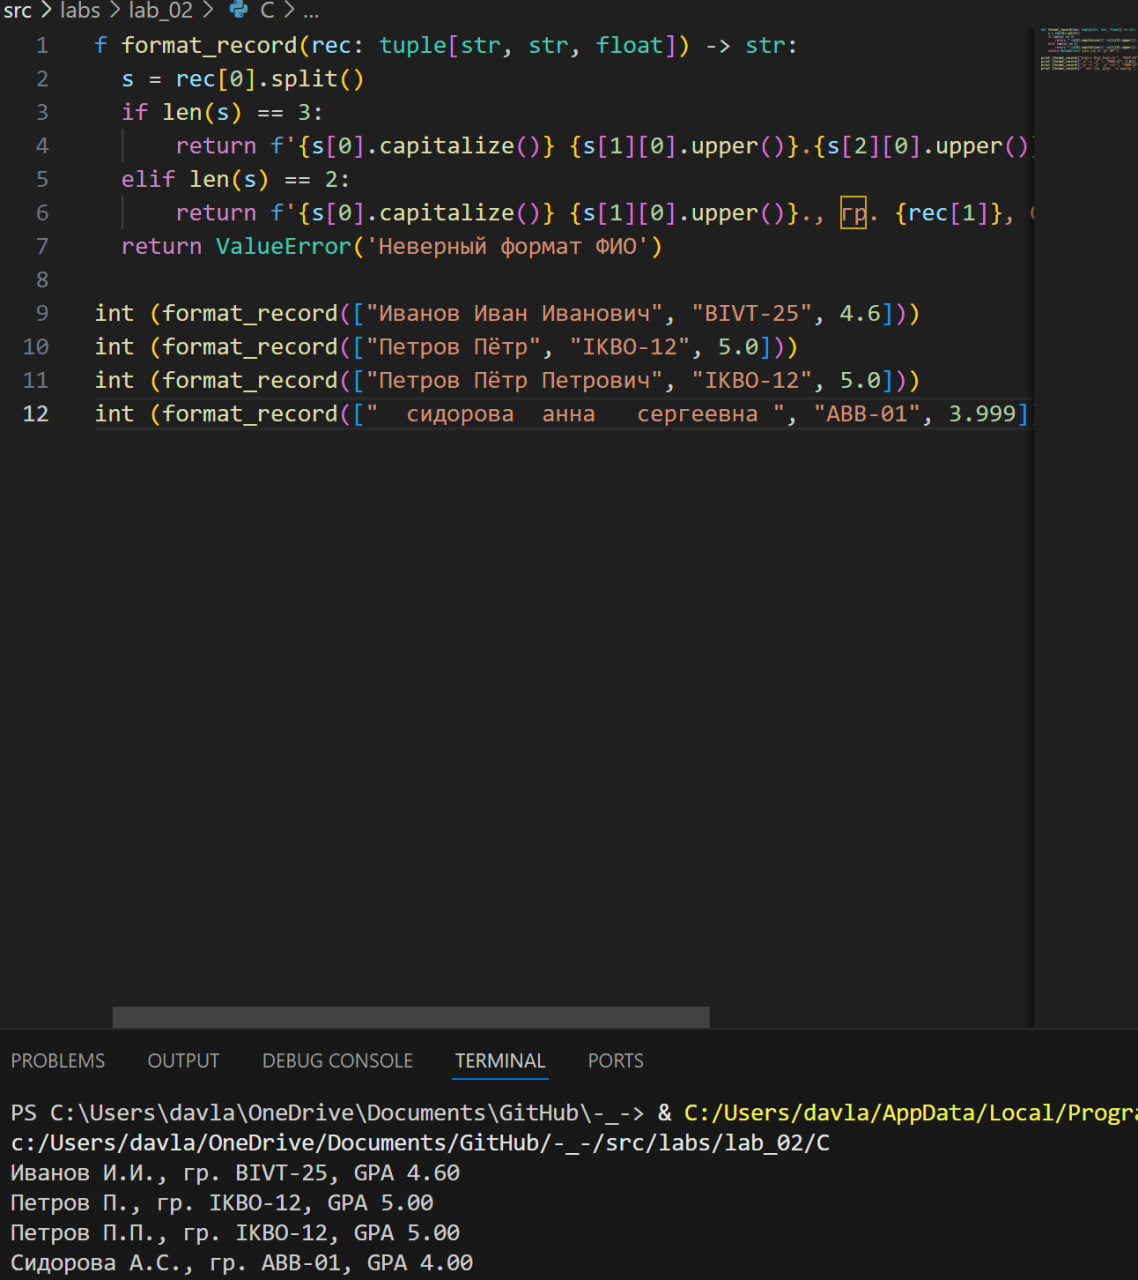 src > labs > lab_02 > C > ...
1 f format_record(rec: tuple[str, str, float]) -> str:
2 s = rec[0].split()
3 if len(s) == 3:
4 return f'{s[0].capitalize()} {s[1][0].upper()}.{s[2][0].upper()}
5 elif len(s) == 2:
6 return f'{s[0].capitalize()} {s[1][0].upper()}., гр. {rec[1]},
7 return ValueError('Неверный формат ФИО')
8
9 int (format_record(["Иванов Иван Иванович", "BIVT-25", 4.6]))
10 int (format_record(["Петров Пётр", "IKBO-12", 5.0]))
11 int (format_record(["Петров Пётр Петрович", "IKBO-12", 5.0]))
12 int (format_record(["  сидорова  анна   сергеевна ", "ABB-01", 3.999]
PROBLEMS OUTPUT DEBUG CONSOLE TERMINAL PORTS
PS C:\Users\davla\OneDrive\Documents\GitHub\-_-> & C:/Users/davla/AppData/Local/Progra
c:/Users/davla/OneDrive/Documents/GitHub/-_-/src/labs/lab_02/C
Иванов И.И., гр. BIVT-25, GPA 4.60
Петров П., гр. IKBO-12, GPA 5.00
Петров П.П., гр. IKBO-12, GPA 5.00
Сидорова А.С., гр. ABB-01, GPA 4.00